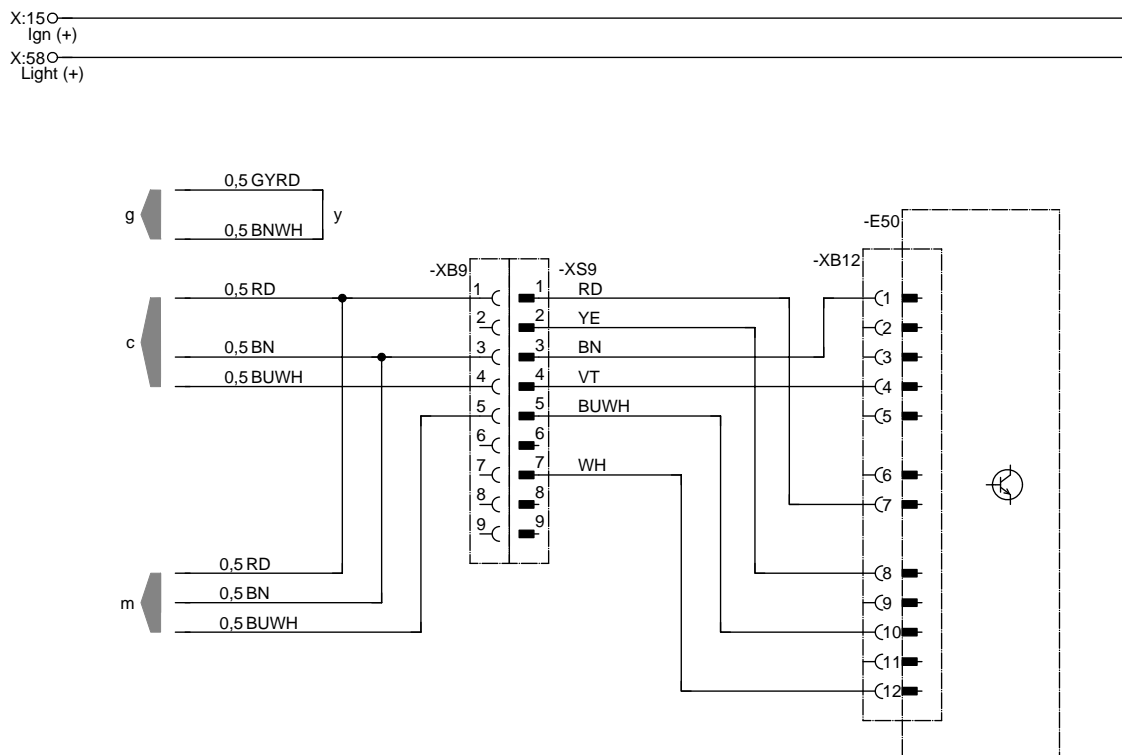 X:15
Ign (+)
X:58
Light (+)
0,5 GYRD
g
y
0,5 BNWH
-E50
-XB12
-XB9
-XS9
0,5 RD
1
1
RD
1
2
2
YE
2
c
0,5 BN
3
3
BN
3
0,5 BUWH
4
4
VT
4
5
5
BUWH
5
6
6
7
7
WH
6
8
8
7
9
9
0,5 RD
8
m
0,5 BN
9
0,5 BUWH
10
11
12